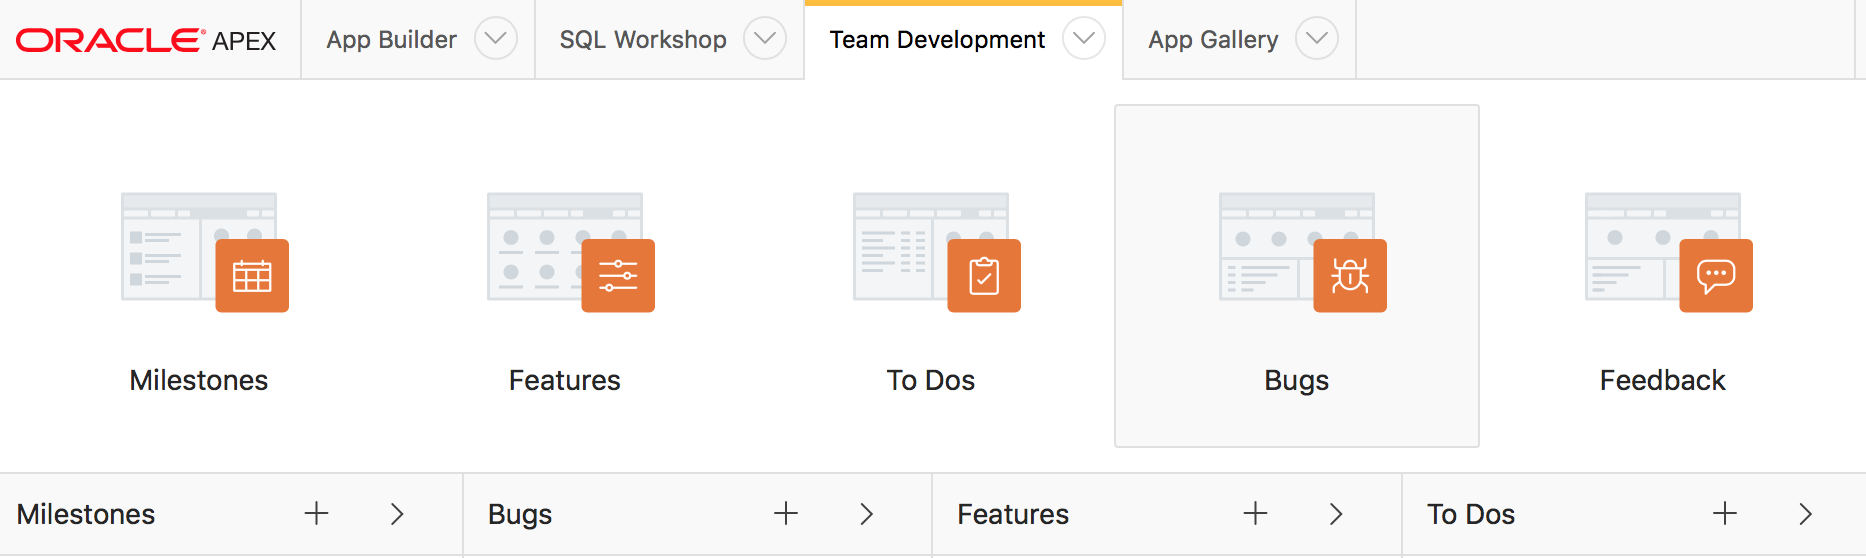 ORACLE® APEX App Builder SQL Workshop Team Development App Gallery
Milestones Features To Dos Bugs Feedback
Milestones Bugs Features To Dos